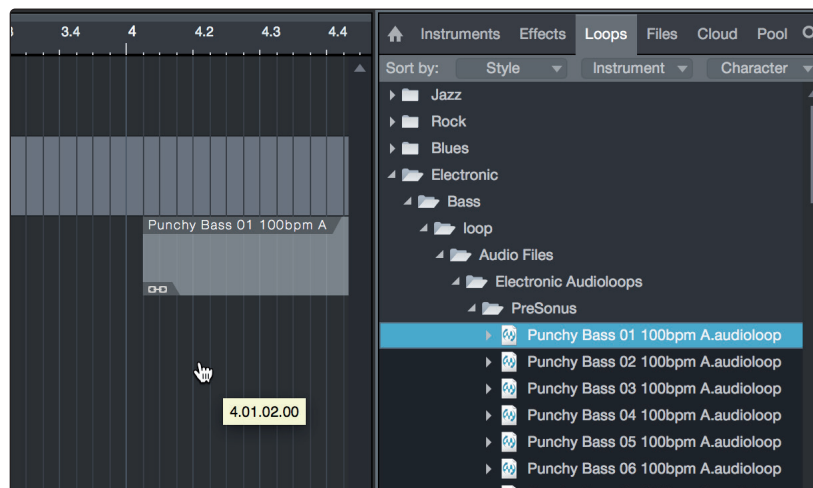 3.4 4 4.2 4.3 4.4
Punchy Bass 01 100bpm A
4.01.02.00
Instruments Effects Loops Files Cloud Pool
Sort by: Style Instrument Character
Jazz
Rock
Blues
Electronic
Bass
loop
Audio Files
Electronic Audioloops
PreSonus
Punchy Bass 01 100bpm A.audioloop
Punchy Bass 02 100bpm A.audioloop
Punchy Bass 03 100bpm A.audioloop
Punchy Bass 04 100bpm A.audioloop
Punchy Bass 05 100bpm A.audioloop
Punchy Bass 06 100bpm A.audioloop